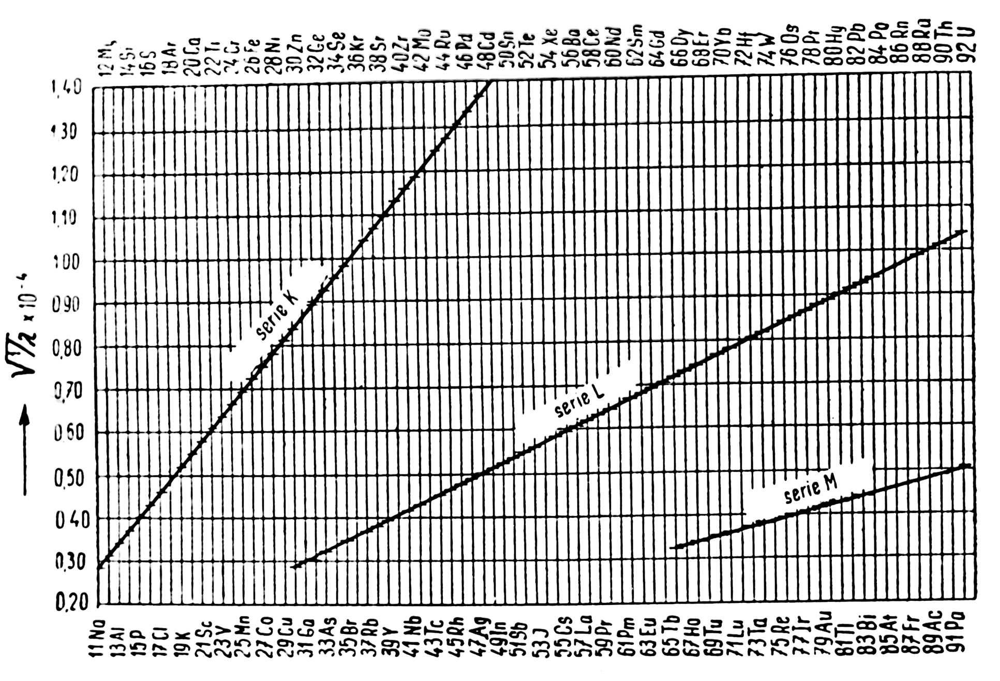 12 M
14 Si
16 S
18 Ar
20 Ca
22 Ti
24 Cr
26 Fe
28 Ni
30 Zn
32 Ge
34 Se
36 Kr
38 Sr
40 Zr
42 Mo
44 Ru
46 Pd
48 Cd
50 Sn
52 Te
54 Xe
56 Ba
58 Ce
60 Nd
62 Sm
64 Gd
66 Dy
68 Er
70 Yb
72 Hf
74 W
76 Os
78 Pt
80 Hg
82 Pb
84 Po
86 Rn
88 Ra
90 Th
92 U
1,40
1,30
1,20
1,10
1,00
0,90
0,80
0,70
0,60
0,50
0,40
0,30
0,20
√1/λ × 10⁻⁴
serie K
serie L
serie M
11 Na
13 Al
15 P
17 Cl
19 K
21 Sc
23 V
25 Mn
27 Co
29 Cu
31 Ga
33 As
35 Br
37 Rb
39 Y
41 Nb
43 Tc
45 Rh
47 Ag
49 In
51 Sb
53 J
55 Cs
57 La
59 Pr
61 Pm
63 Eu
65 Tb
67 Ho
69 Tu
71 Lu
73 Ta
75 Re
77 Ir
79 Au
81 Tl
83 Bi
85 At
87 Fr
89 Ac
91 Pa